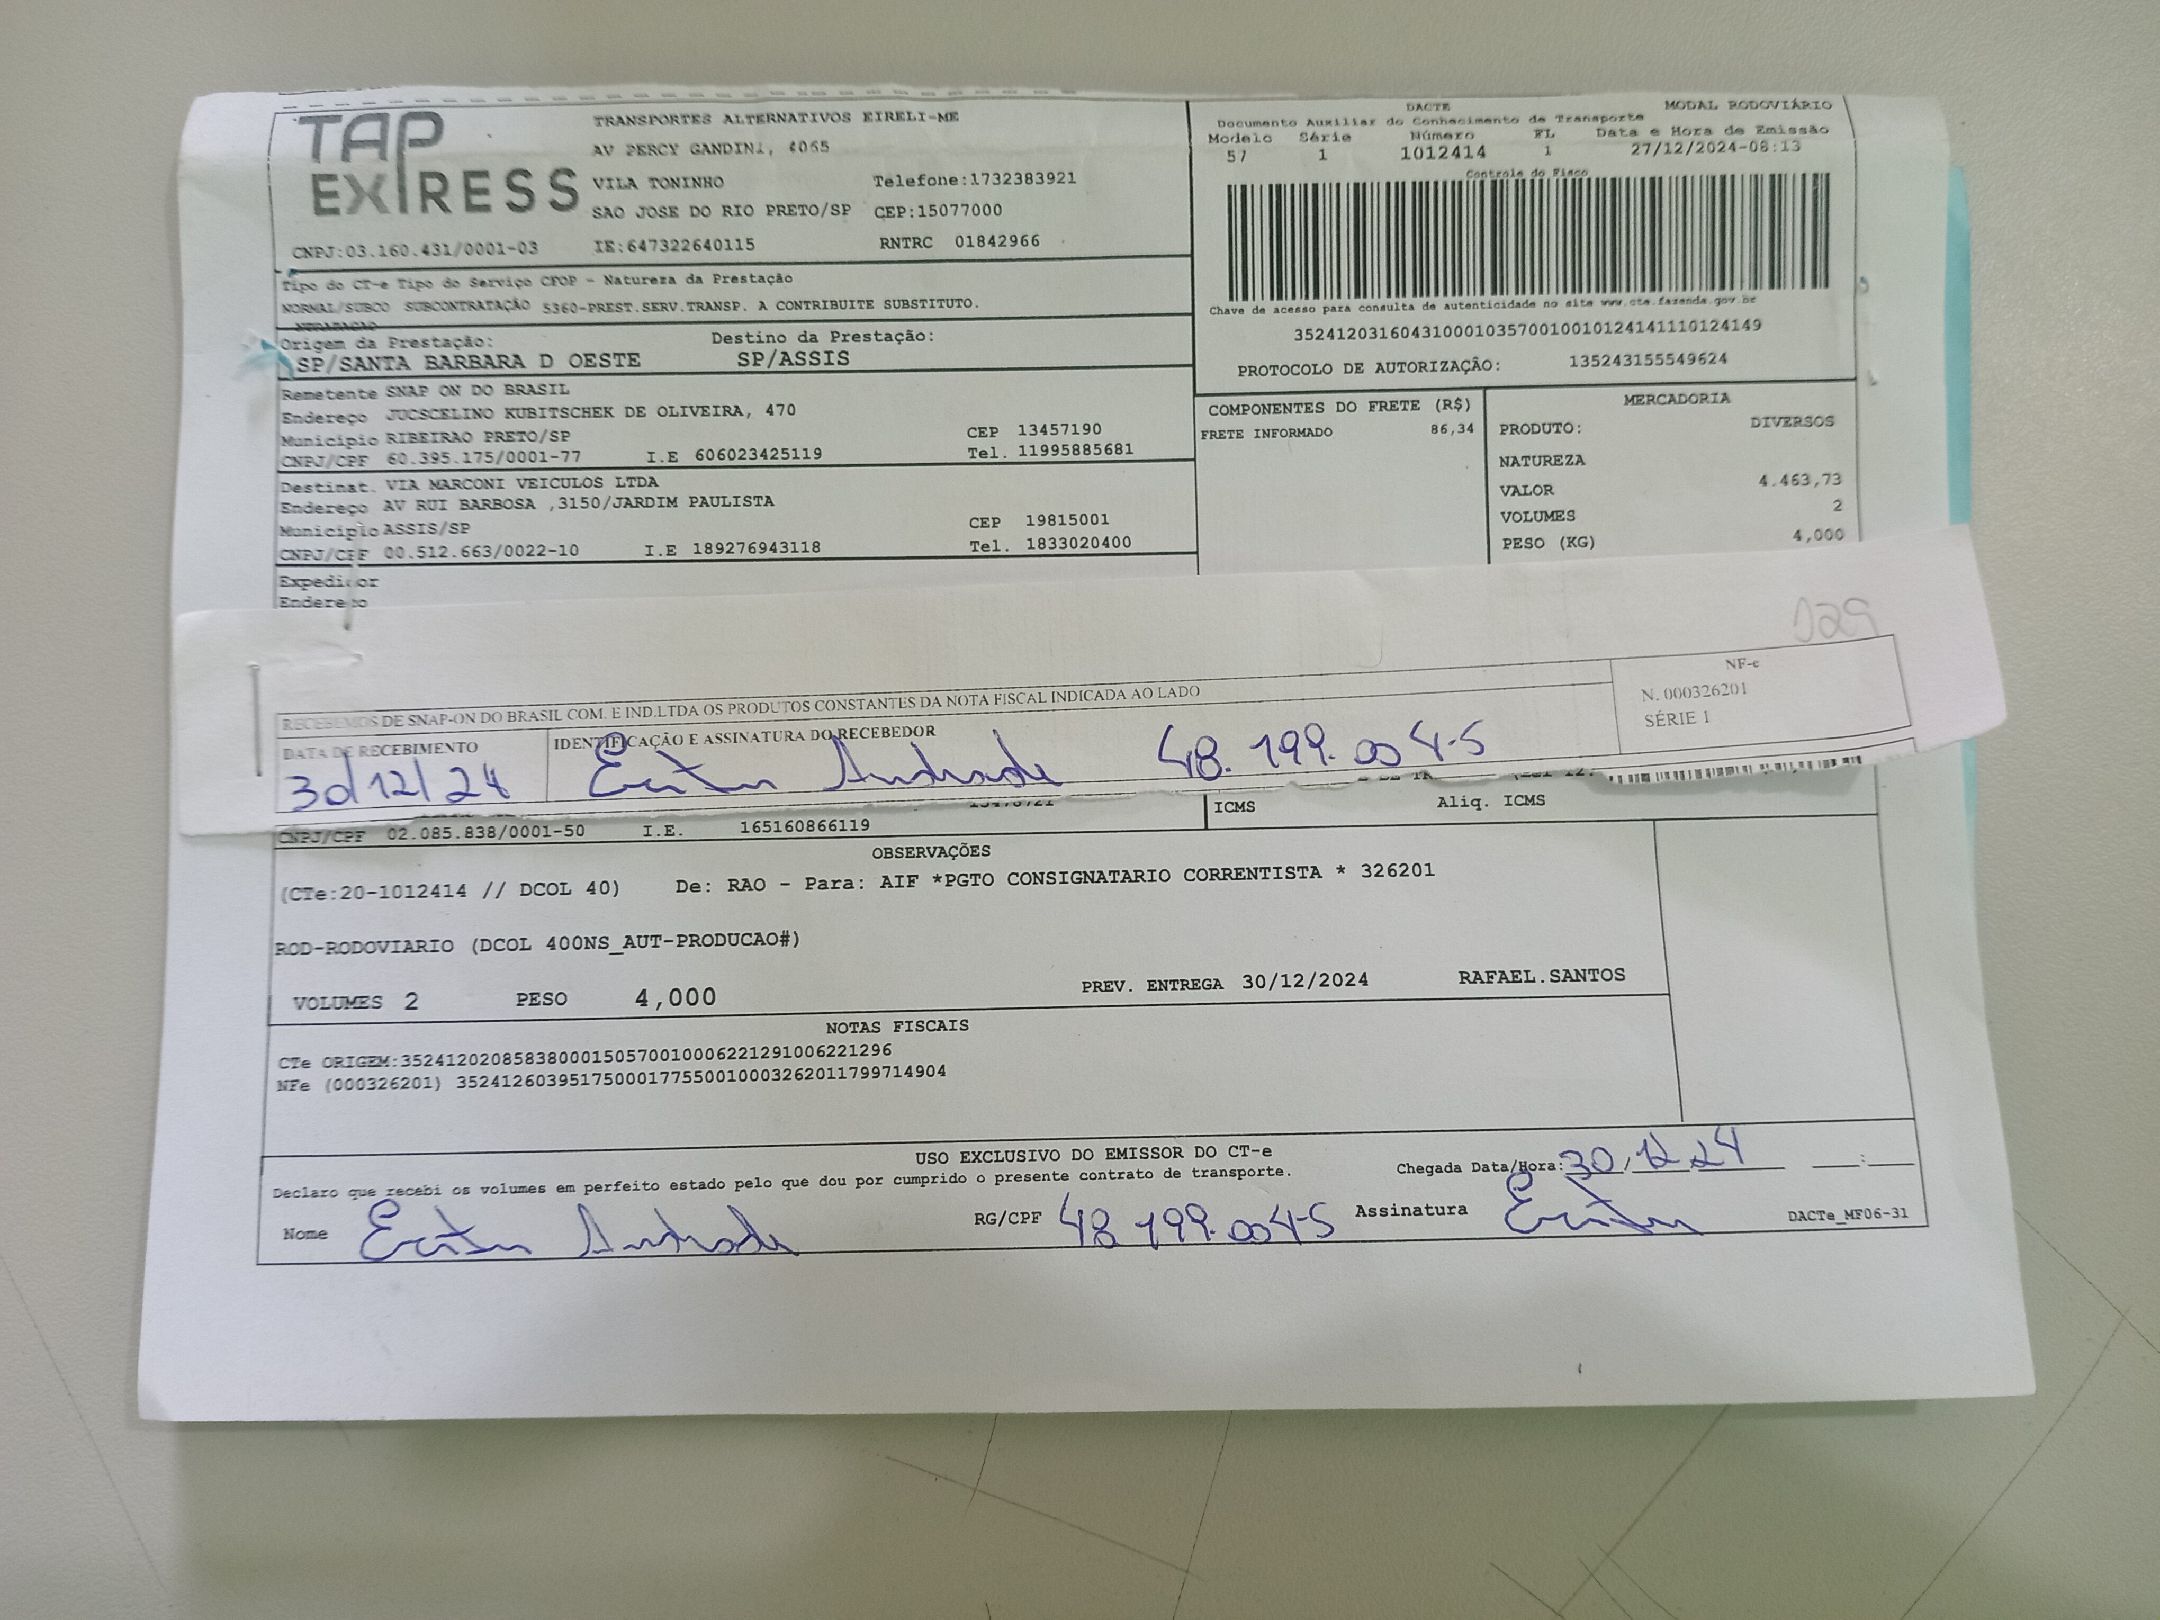 TAP EXPRESS
TRANSPORTES ALTERNATIVOS EIRELI-ME
AV PERCY GANDINI, 4065
VILA TONINHO Telefone:1732383921
SAO JOSE DO RIO PRETO/SP CEP:15077000
CNPJ:03.160.431/0001-03 IE:647322640115 RNTRC 01842966
DACTE MODAL RODOVIÁRIO
Documento Auxiliar do Conhecimento de Transporte
Modelo Série Número FL Data e Hora de Emissão
57 1 1012414 1 27/12/2024-08:13
Controle do Fisco
Chave de acesso para consulta de autenticidade no site www.cte.fazenda.gov.br
35241203160431000103570010010124141110124149
PROTOCOLO DE AUTORIZAÇÃO: 135243155549624
Tipo do CT-e Tipo do Serviço CFOP - Natureza da Prestação
NORMAL/SUBCO SUBCONTRATAÇÃO 5360-PREST.SERV.TRANSP. A CONTRIBUITE SUBSTITUTO.
NTRATAÇAO
Origem da Prestação: Destino da Prestação:
SP/SANTA BARBARA D OESTE SP/ASSIS
Remetente SNAP ON DO BRASIL
Endereço JUCSCELINO KUBITSCHEK DE OLIVEIRA, 470
Município RIBEIRAO PRETO/SP CEP 13457190
CNPJ/CPF 60.395.175/0001-77 I.E 606023425119 Tel. 11995885681
Destinat. VIA MARCONI VEICULOS LTDA
Endereço AV RUI BARBOSA ,3150/JARDIM PAULISTA
Município ASSIS/SP CEP 19815001
CNPJ/CPF 00.512.663/0022-10 I.E 189276943118 Tel. 1833020400
Expedidor
Endereço
COMPONENTES DO FRETE (R$)
FRETE INFORMADO 86,34
MERCADORIA
PRODUTO: DIVERSOS
NATUREZA
VALOR 4.463,73
VOLUMES 2
PESO (KG) 4,000
RECEBEMOS DE SNAP-ON DO BRASIL COM. E IND.LTDA OS PRODUTOS CONSTANTES DA NOTA FISCAL INDICADA AO LADO
NF-e
N. 000326201
SÉRIE 1
DATA DE RECEBIMENTO IDENTIFICAÇÃO E ASSINATURA DO RECEBEDOR
30/12/24 Andrade 48.199.004-5
CNPJ/CPF 02.085.838/0001-50 I.E. 165160866119
ICMS Aliq. ICMS
OBSERVAÇÕES
(CTe:20-1012414 // DCOL 40) De: RAO - Para: AIF *PGTO CONSIGNATARIO CORRENTISTA * 326201
ROD-RODOVIARIO (DCOL 400NS_AUT-PRODUCAO#)
VOLUMES 2 PESO 4,000 PREV. ENTREGA 30/12/2024 RAFAEL.SANTOS
NOTAS FISCAIS
CTe ORIGEM:35241202085838000150570010006221291006221296
NFe (000326201) 35241260395175000177550010003262011799714904
USO EXCLUSIVO DO EMISSOR DO CT-e
Declaro que recebi os volumes em perfeito estado pelo que dou por cumprido o presente contrato de transporte. Chegada Data/Hora: 30/12/24 __:__
Nome Andrade RG/CPF 48.199.004-5 Assinatura
DACTe_MF06-31